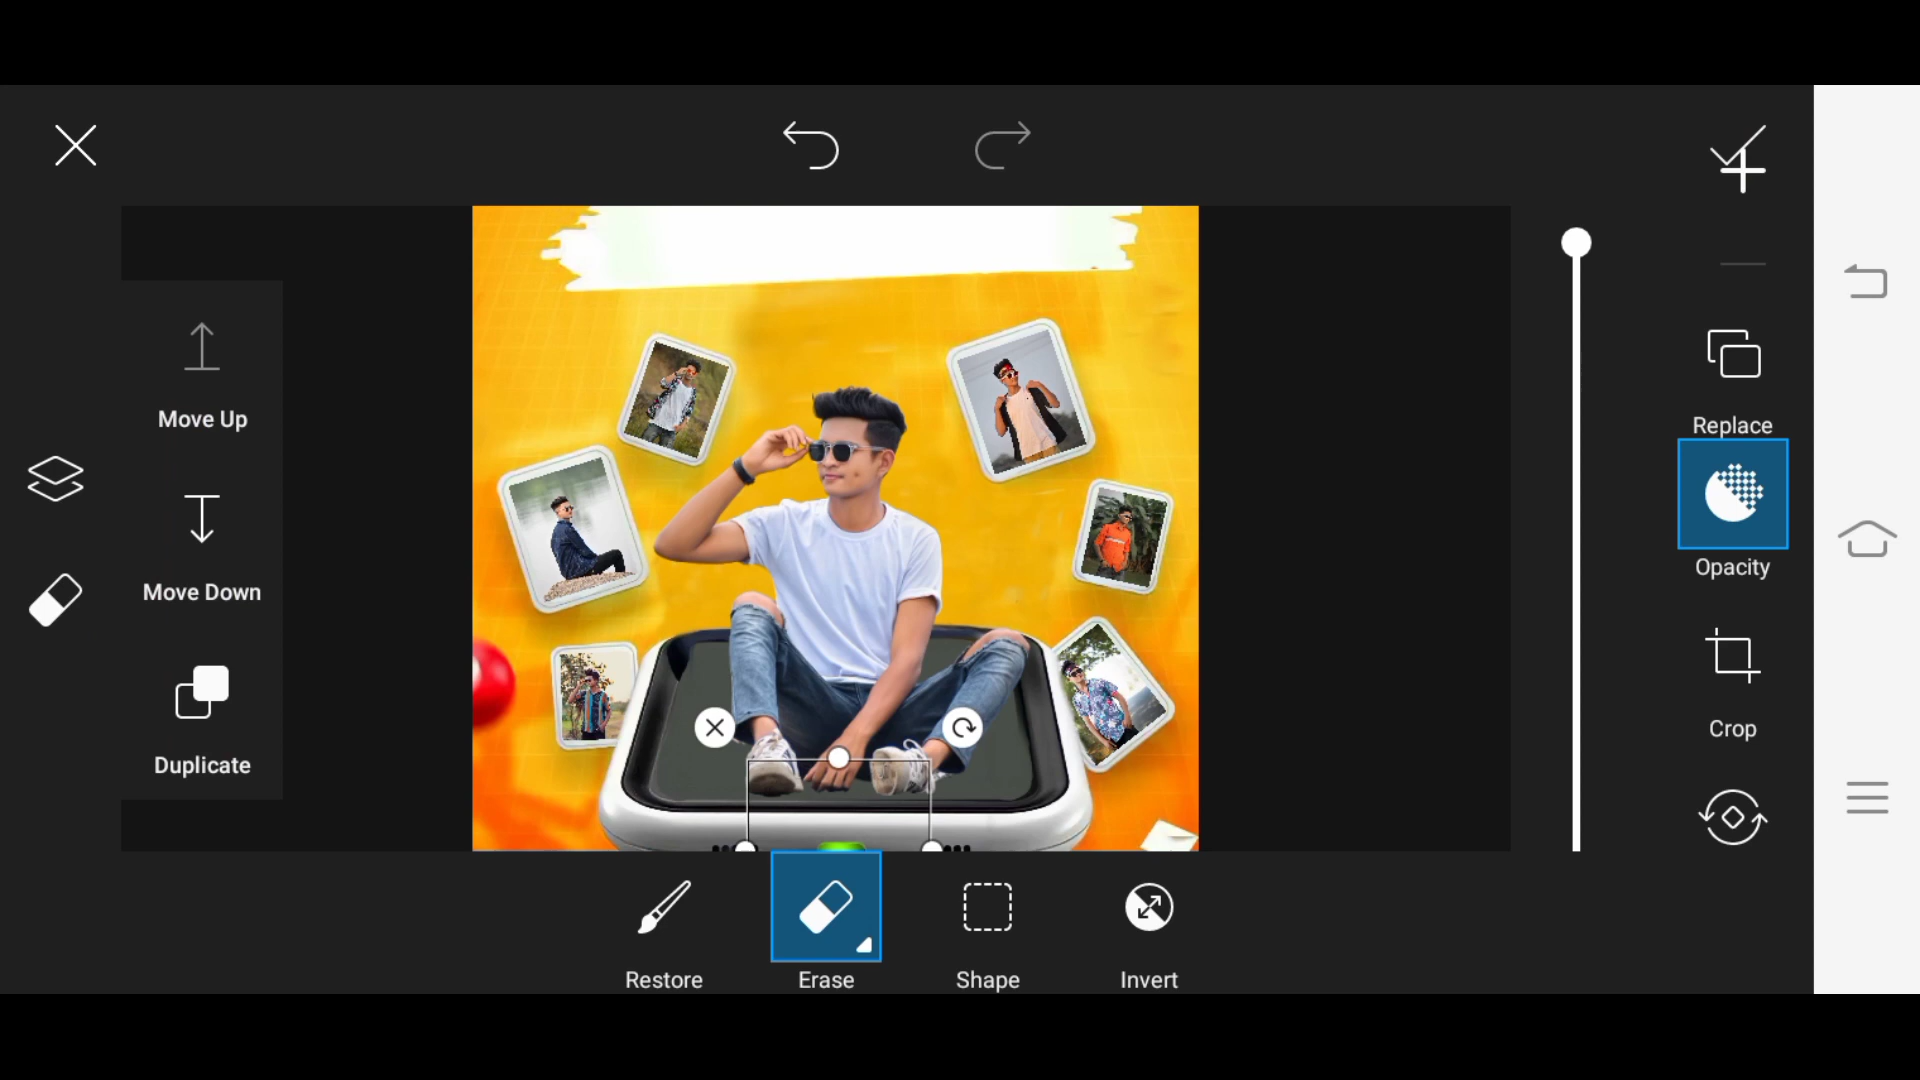 Move Up
Move Down
Duplicate
Replace
Opacity
Crop
Restore
Erase
Shape
Invert